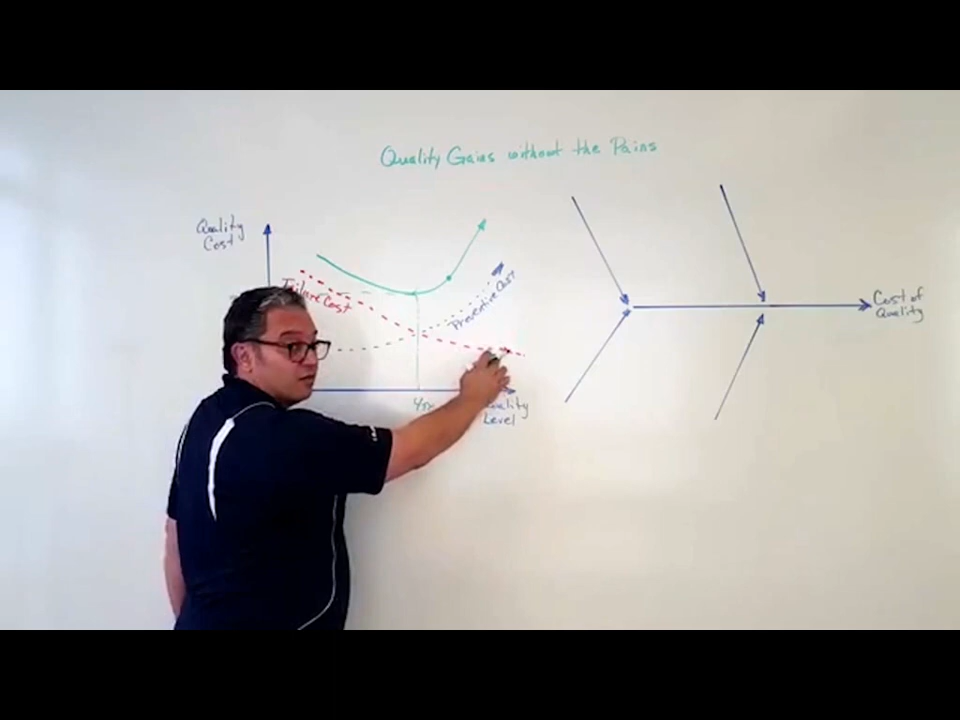 Quality Gains without the Pains
Quality
Cost
Failure Cost
Preventive Cost
Cost of
Quality
Level